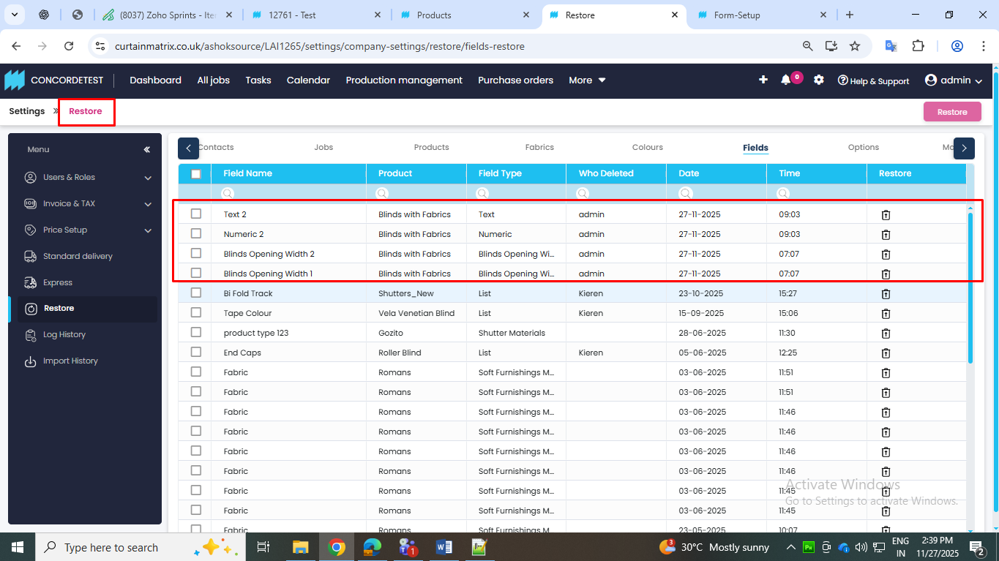 (8037) Zoho Sprints - Ite
12761 - Test
Products
Restore
Form-Setup
curtainmatrix.co.uk/ashoksource/LAI1265/settings/company-settings/restore/fields-restore
CONCORDETEST Dashboard All jobs Tasks Calendar Production management Purchase orders More 0 Help & Support admin
Settings » Restore Restore
Menu «
Users & Roles
Invoice & TAX
Price Setup
Standard delivery
Express
Restore
Log History
Import History
Contacts Jobs Products Fabrics Colours Fields Options Mo
Field Name Product Field Type Who Deleted Date Time Restore
Text 2 Blinds with Fabrics Text admin 27-11-2025 09:03
Numeric 2 Blinds with Fabrics Numeric admin 27-11-2025 09:03
Blinds Opening Width 2 Blinds with Fabrics Blinds Opening Wi... admin 27-11-2025 07:07
Blinds Opening Width 1 Blinds with Fabrics Blinds Opening Wi... admin 27-11-2025 07:07
Bi Fold Track Shutters_New List Kieren 23-10-2025 15:27
Tape Colour Vela Venetian Blind List Kieren 15-09-2025 15:06
product type 123 Gozito Shutter Materials 28-06-2025 11:30
End Caps Roller Blind List Kieren 05-06-2025 12:25
Fabric Romans Soft Furnishings M... 03-06-2025 11:51
Fabric Romans Soft Furnishings M... 03-06-2025 11:51
Fabric Romans Soft Furnishings M... 03-06-2025 11:46
Fabric Romans Soft Furnishings M... 03-06-2025 11:46
Fabric Romans Soft Furnishings M... 03-06-2025 11:46
Fabric Romans Soft Furnishings M... 03-06-2025 11:46
Fabric Romans Soft Furnishings M... 03-06-2025 11:45
Fabric Romans Soft Furnishings M... 03-06-2025 11:45
Fabric Romans Soft Furnishings M... 23-05-2025 10:07
Activate Windows
Go to Settings to activate Windows.
Type here to search
1
3
30°C Mostly sunny
ENG
IN
2:39 PM
11/27/2025
2